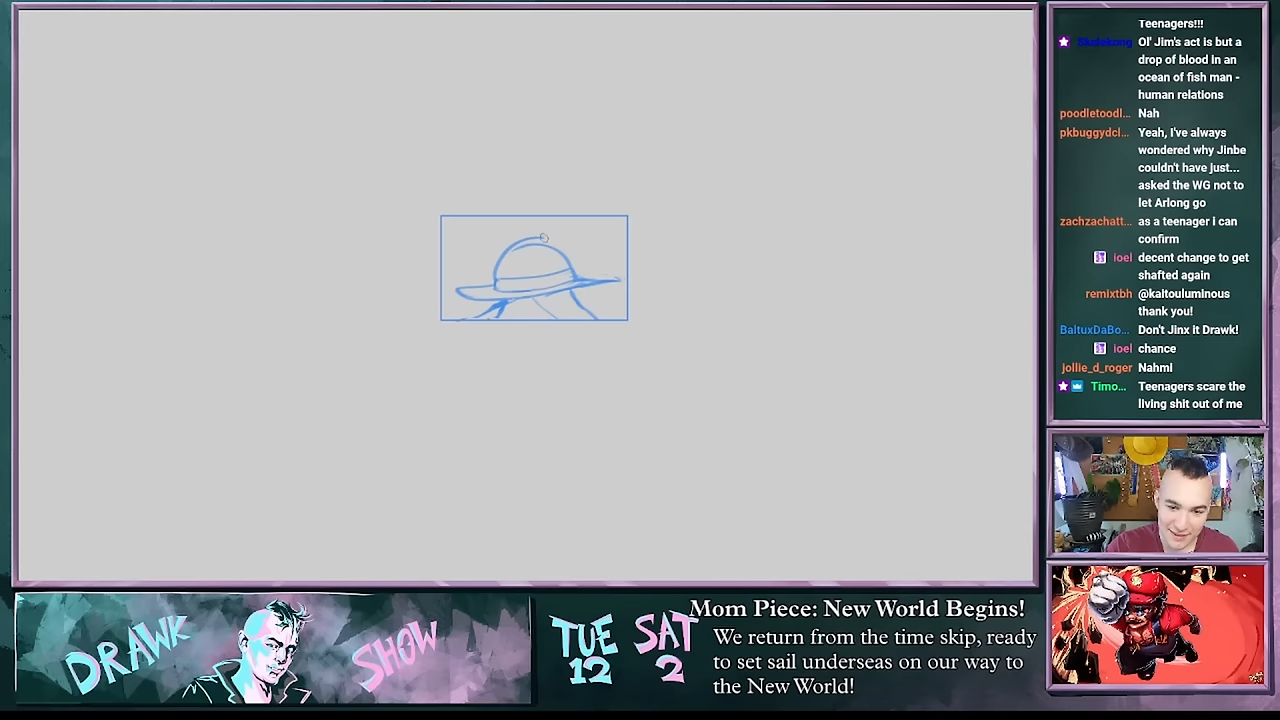 Teenagers!!!
Ol' Jim's act is but a
drop of blood in an
ocean of fish man -
human relations
poodletoodl... Nah
pkbuggydcl... Yeah, I've always
wondered why Jinbe
couldn't have just...
asked the WG not to
let Arlong go
zachzachatt... as a teenager i can
confirm
ioel decent change to get
shafted again
remixtbh @kaitouluminous
thank you!
BaltuxDaBo... Don't Jinx it Drawk!
ioel chance
jollie_d_roger Nahmi
Timo... Teenagers scare the
living shit out of me
DRAWK SHOW
TUE 12
SAT 2
Mom Piece: New World Begins!
We return from the time skip, ready
to set sail underseas on our way to
the New World!